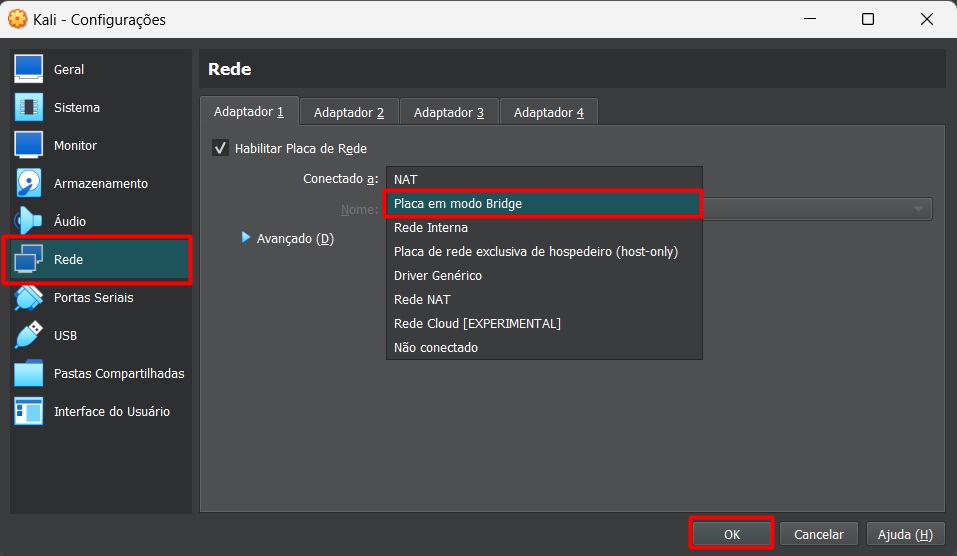 Kali - Configurações
Geral
Sistema
Monitor
Armazenamento
Áudio
Rede
Portas Seriais
USB
Pastas Compartilhadas
Interface do Usuário
Rede
Adaptador 1 Adaptador 2 Adaptador 3 Adaptador 4
Habilitar Placa de Rede
Conectado a: NAT
Placa em modo Bridge
Nome:
Rede Interna
Avançado (D)
Placa de rede exclusiva de hospedeiro (host-only)
Driver Genérico
Rede NAT
Rede Cloud [EXPERIMENTAL]
Não conectado
OK Cancelar Ajuda (H)